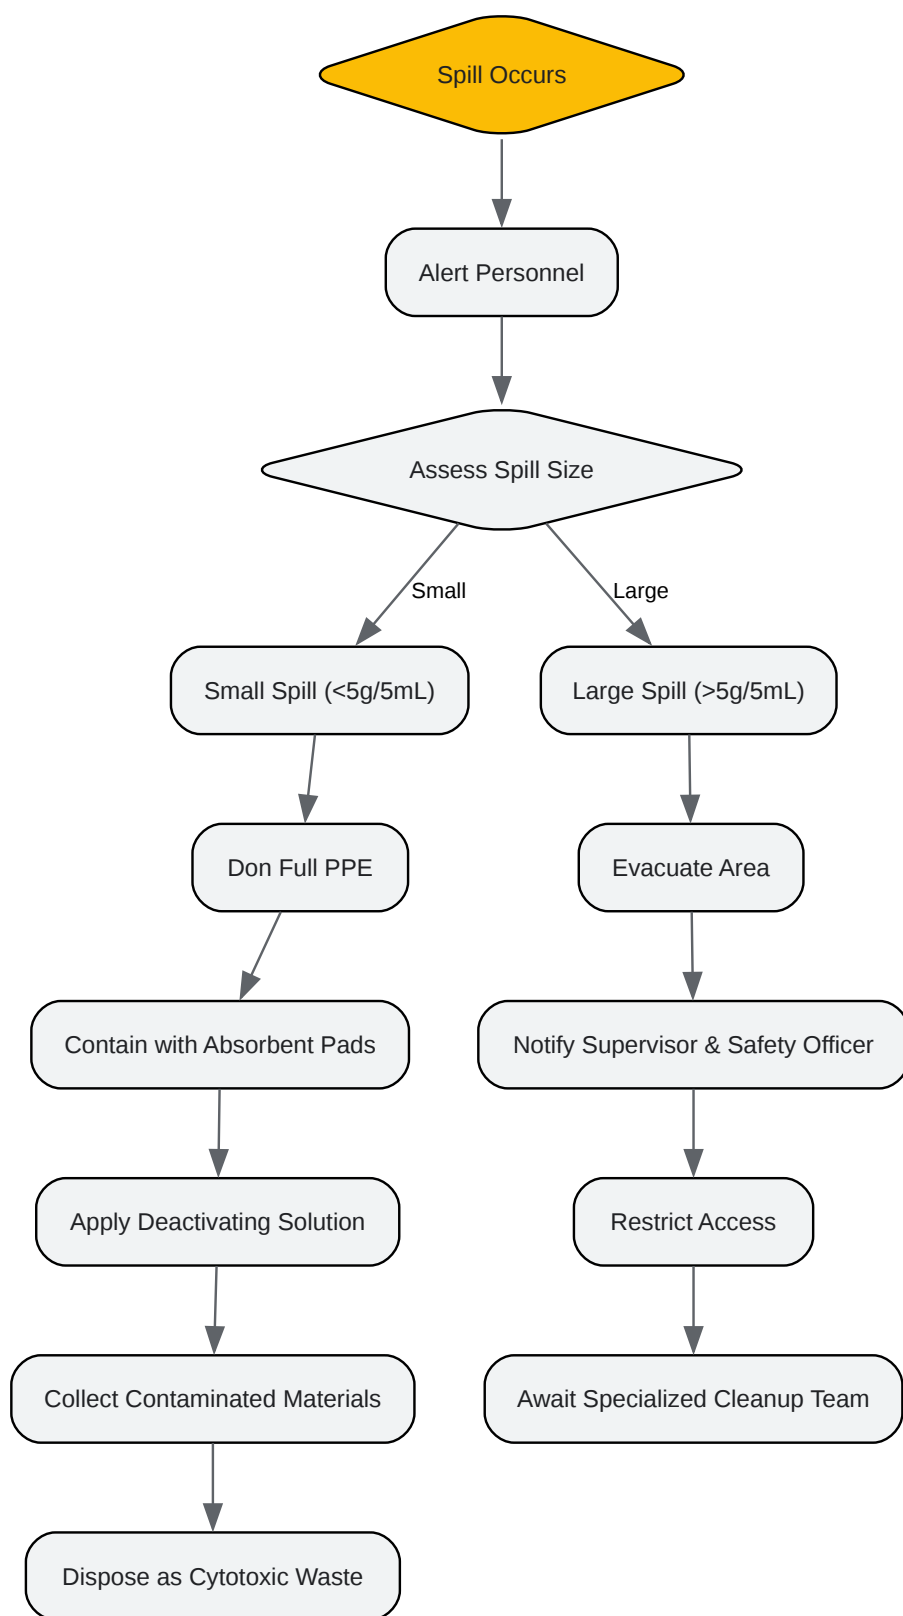 Spill Occurs
Alert Personnel
Assess Spill Size
Small
Large
Small Spill (<5g/5mL)
Large Spill (>5g/5mL)
Don Full PPE
Evacuate Area
Contain with Absorbent Pads
Notify Supervisor & Safety Officer
Apply Deactivating Solution
Restrict Access
Collect Contaminated Materials
Await Specialized Cleanup Team
Dispose as Cytotoxic Waste